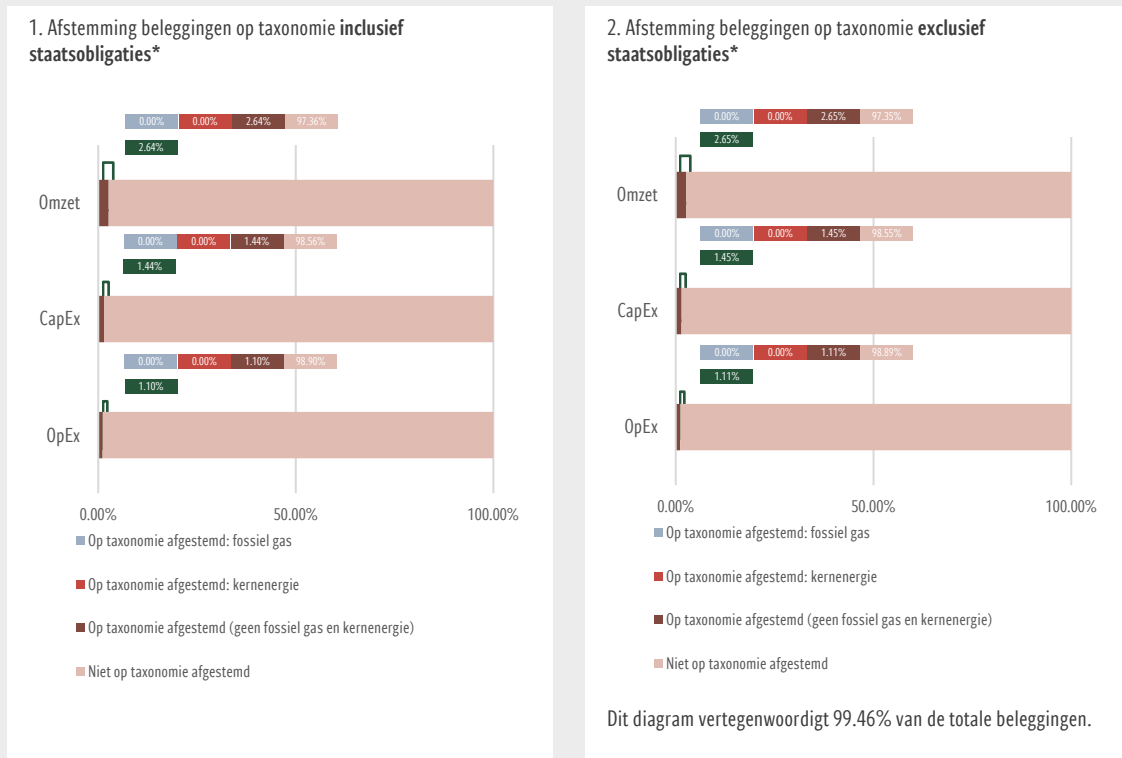 1. Afstemming beleggingen op taxonomie inclusief
staatsobligaties*
0.00% 0.00% 2.64% 97.36%
2.64%
Omzet
0.00% 0.00% 1.44% 98.56%
1.44%
CapEx
0.00% 0.00% 1.10% 98.90%
1.10%
OpEx
0.00% 50.00% 100.00%
Op taxonomie afgestemd: fossiel gas
Op taxonomie afgestemd: kernenergie
Op taxonomie afgestemd (geen fossiel gas en kernenergie)
Niet op taxonomie afgestemd
2. Afstemming beleggingen op taxonomie exclusief
staatsobligaties*
0.00% 0.00% 2.65% 97.35%
2.65%
Omzet
0.00% 0.00% 1.45% 98.55%
1.45%
CapEx
0.00% 0.00% 1.11% 98.89%
1.11%
OpEx
0.00% 50.00% 100.00%
Op taxonomie afgestemd: fossiel gas
Op taxonomie afgestemd: kernenergie
Op taxonomie afgestemd (geen fossiel gas en kernenergie)
Niet op taxonomie afgestemd
Dit diagram vertegenwoordigt 99.46% van de totale beleggingen.